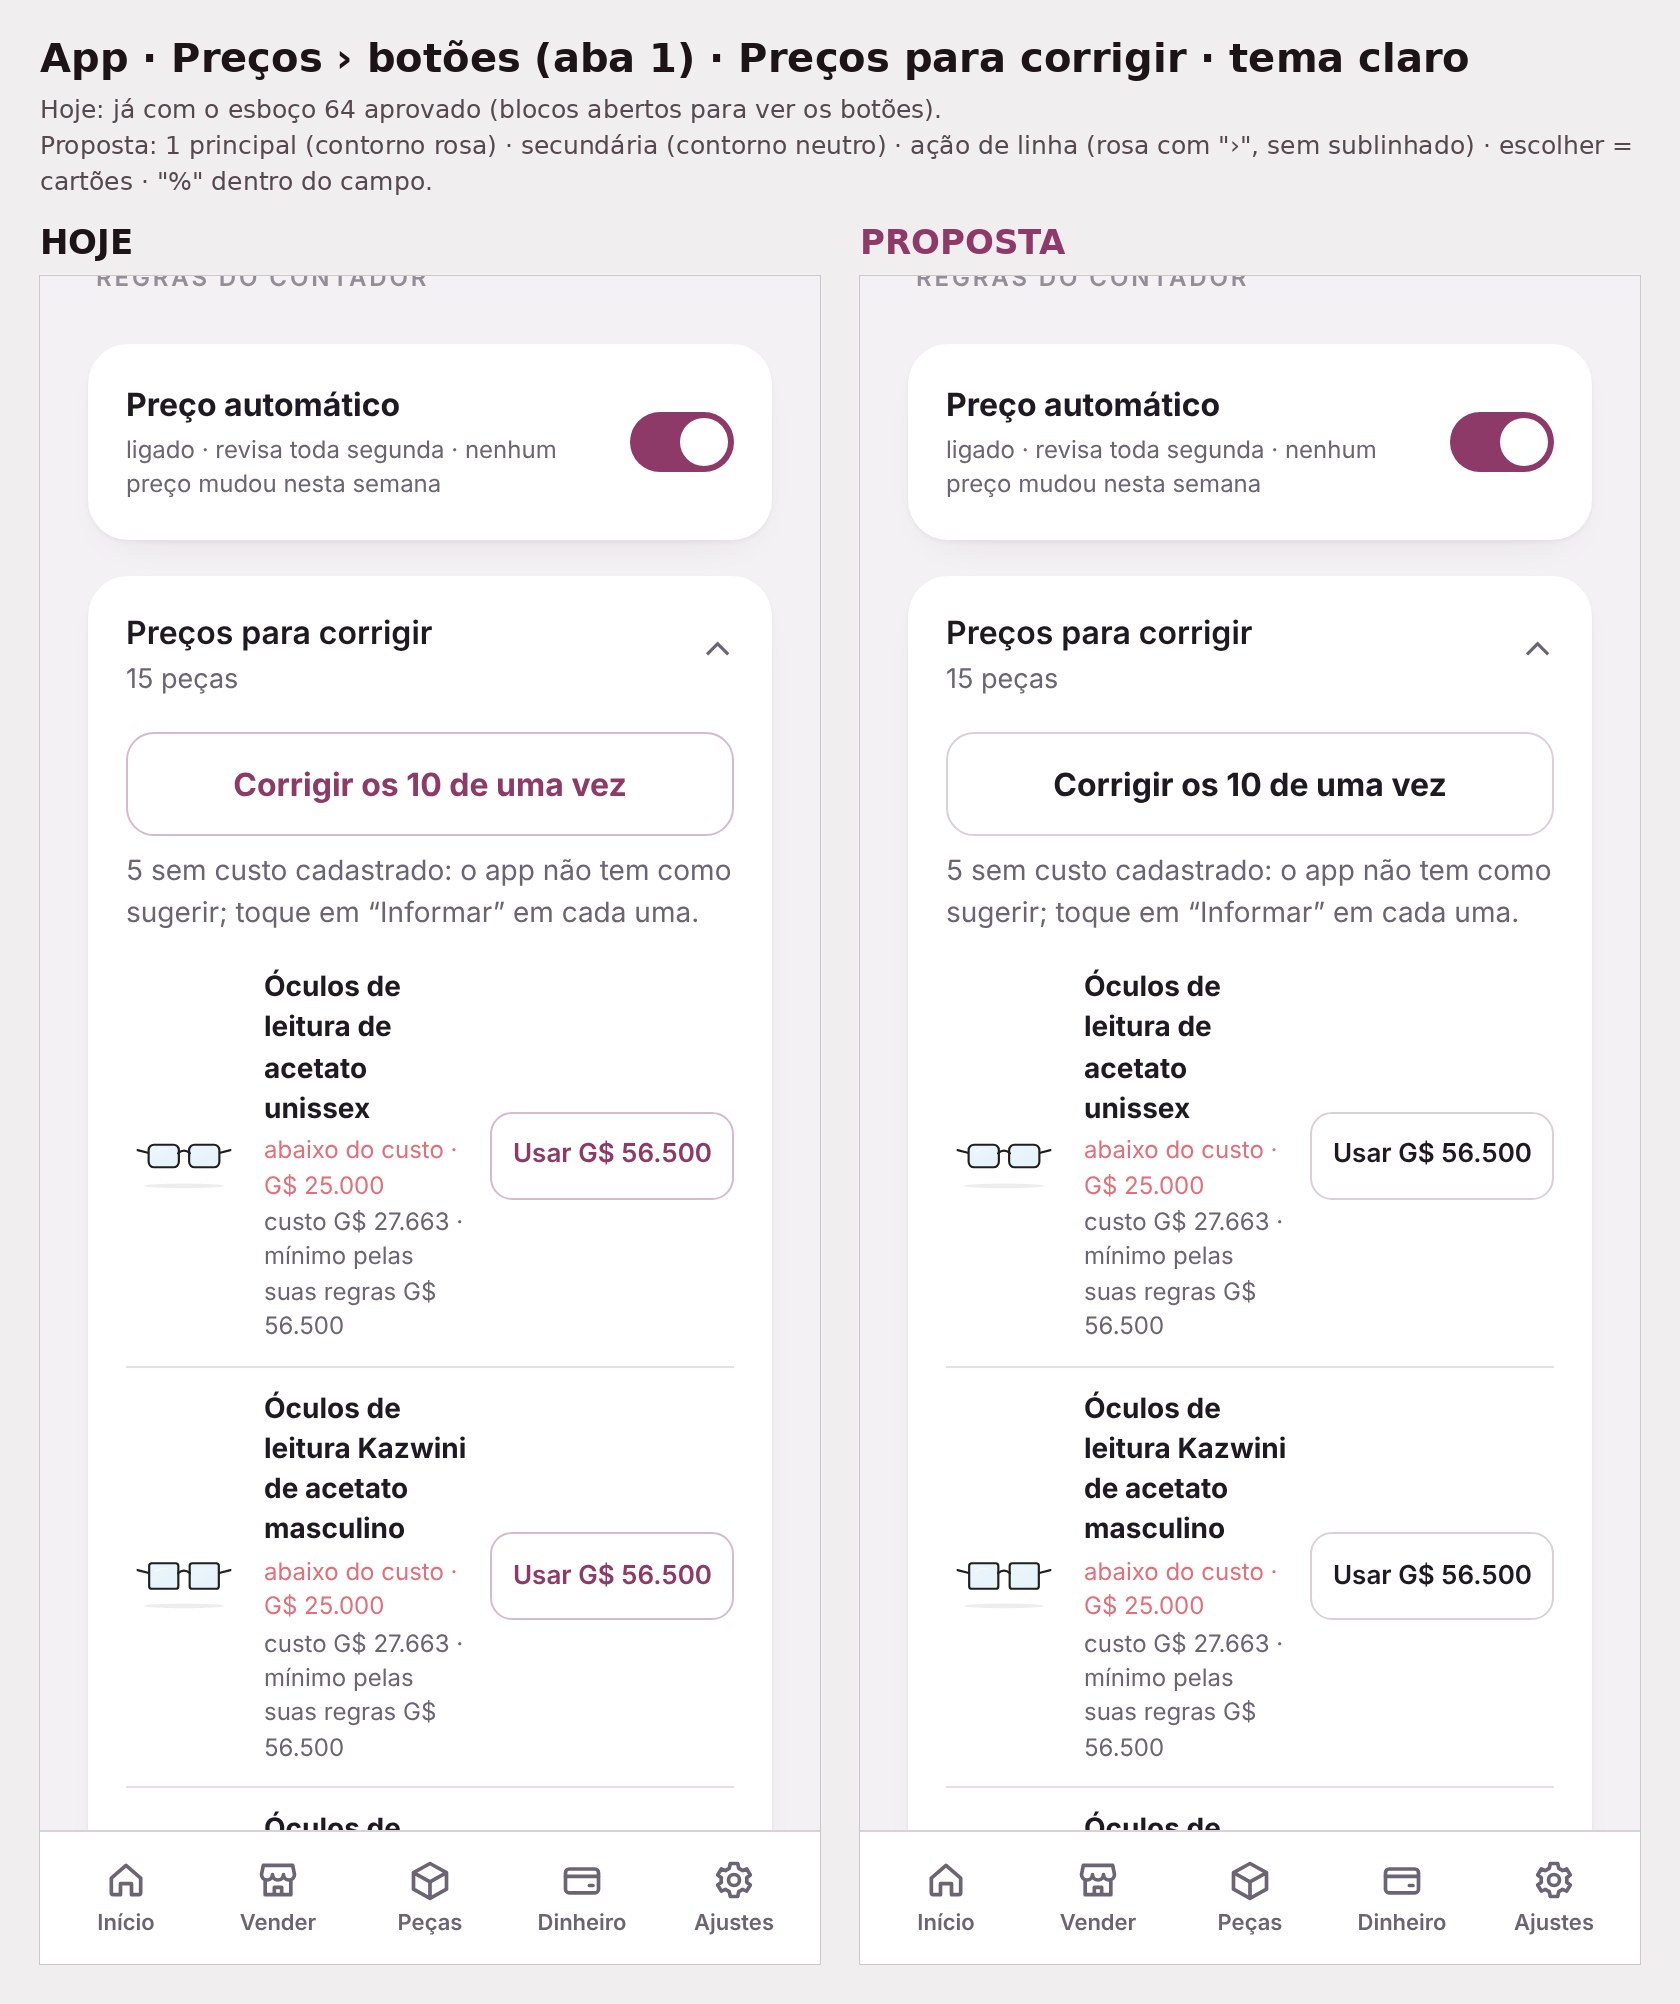 App · Preços › botões (aba 1) · Preços para corrigir · tema claro
Hoje: já com o esboço 64 aprovado (blocos abertos para ver os botões).
Proposta: 1 principal (contorno rosa) · secundária (contorno neutro) · ação de linha (rosa com "›", sem sublinhado) · escolher =
cartões · "%" dentro do campo.
HOJE
REGRAS DO CONTADOR
Preço automático
ligado · revisa toda segunda · nenhum
preço mudou nesta semana
Preços para corrigir
15 peças
Corrigir os 10 de uma vez
5 sem custo cadastrado: o app não tem como
sugerir; toque em “Informar” em cada uma.
Óculos de
leitura de
acetato
unissex
abaixo do custo ·
G$ 25.000
custo G$ 27.663 ·
mínimo pelas
suas regras G$
56.500
Usar G$ 56.500
Óculos de
leitura Kazwini
de acetato
masculino
abaixo do custo ·
G$ 25.000
custo G$ 27.663 ·
mínimo pelas
suas regras G$
56.500
Usar G$ 56.500
Óculos de
Início
Vender
Peças
Dinheiro
Ajustes
PROPOSTA
REGRAS DO CONTADOR
Preço automático
ligado · revisa toda segunda · nenhum
preço mudou nesta semana
Preços para corrigir
15 peças
Corrigir os 10 de uma vez
5 sem custo cadastrado: o app não tem como
sugerir; toque em “Informar” em cada uma.
Óculos de
leitura de
acetato
unissex
abaixo do custo ·
G$ 25.000
custo G$ 27.663 ·
mínimo pelas
suas regras G$
56.500
Usar G$ 56.500
Óculos de
leitura Kazwini
de acetato
masculino
abaixo do custo ·
G$ 25.000
custo G$ 27.663 ·
mínimo pelas
suas regras G$
56.500
Usar G$ 56.500
Óculos de
Início
Vender
Peças
Dinheiro
Ajustes